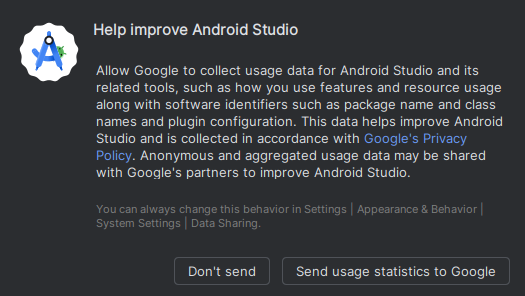 Help improve Android Studio
Allow Google to collect usage data for Android Studio and its
related tools, such as how you use features and resource usage
along with software identifiers such as package name and class
names and plugin configuration. This data helps improve Android
Studio and is collected in accordance with Google's Privacy
Policy. Anonymous and aggregated usage data may be shared
with Google's partners to improve Android Studio.
You can always change this behavior in Settings | Appearance & Behavior |
System Settings | Data Sharing.
Don't send
Send usage statistics to Google